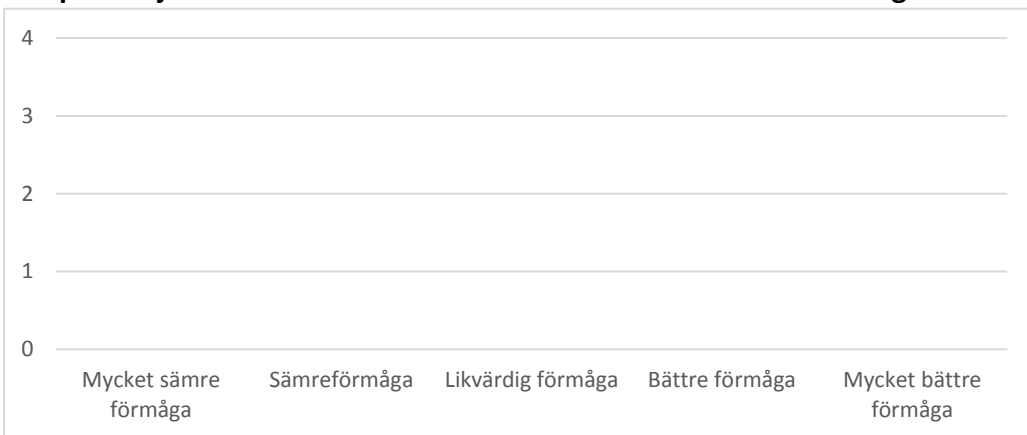 4
3
2
1
0
Mycket sämre
förmåga
Sämreförmåga
Likvärdig förmåga
Bättre förmåga
Mycket bättre
förmåga